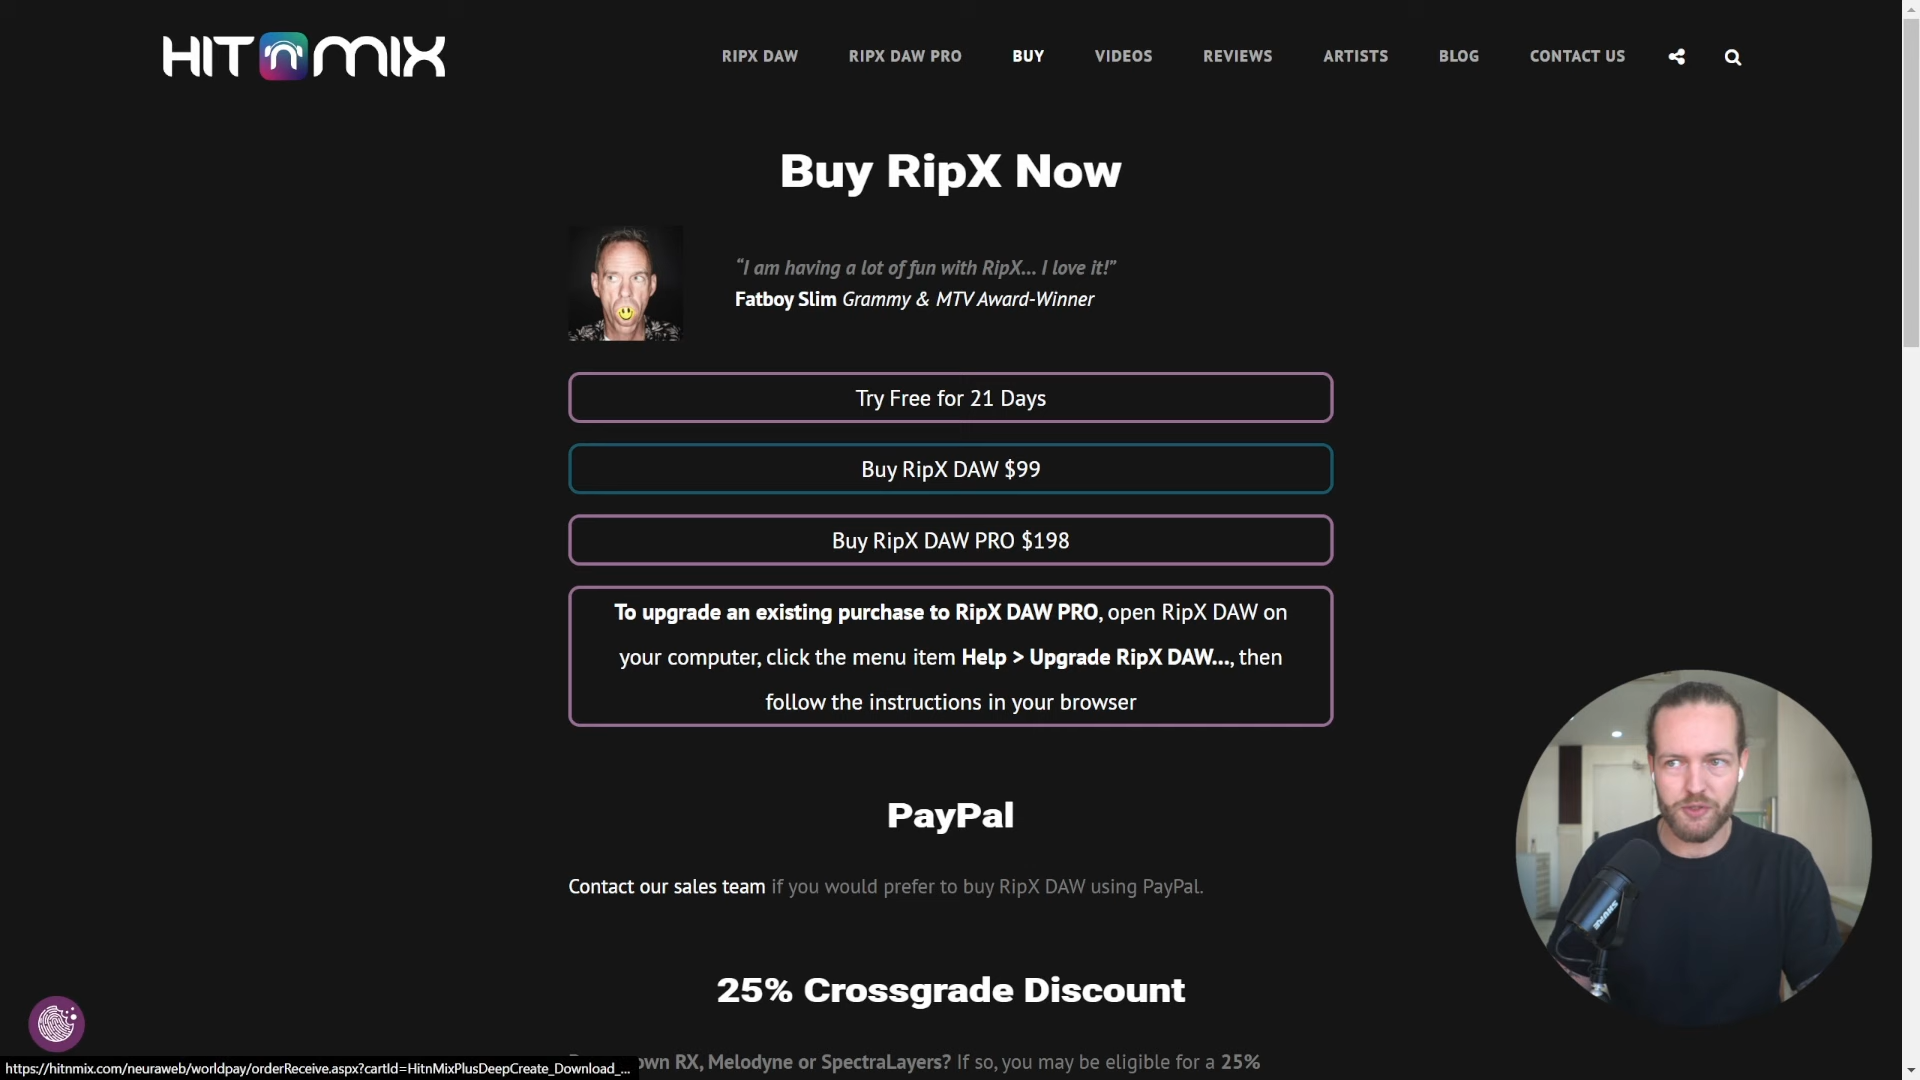 HIT n MIX
RIPX DAW RIPX DAW PRO BUY VIDEOS REVIEWS ARTISTS BLOG CONTACT US
Buy RipX Now
“I am having a lot of fun with RipX... I love it!”
Fatboy Slim Grammy & MTV Award-Winner
Try Free for 21 Days
Buy RipX DAW $99
Buy RipX DAW PRO $198
To upgrade an existing purchase to RipX DAW PRO, open RipX DAW on
your computer, click the menu item Help > Upgrade RipX DAW..., then
follow the instructions in your browser
PayPal
Contact our sales team if you would prefer to buy RipX DAW using PayPal.
25% Crossgrade Discount
own RX, Melodyne or SpectraLayers? If so, you may be eligible for a 25%
https://hitnmix.com/neuraweb/worldpay/orderReceive.aspx?cartId=HitnMixPlusDeepCreate_Download_...
SHURE